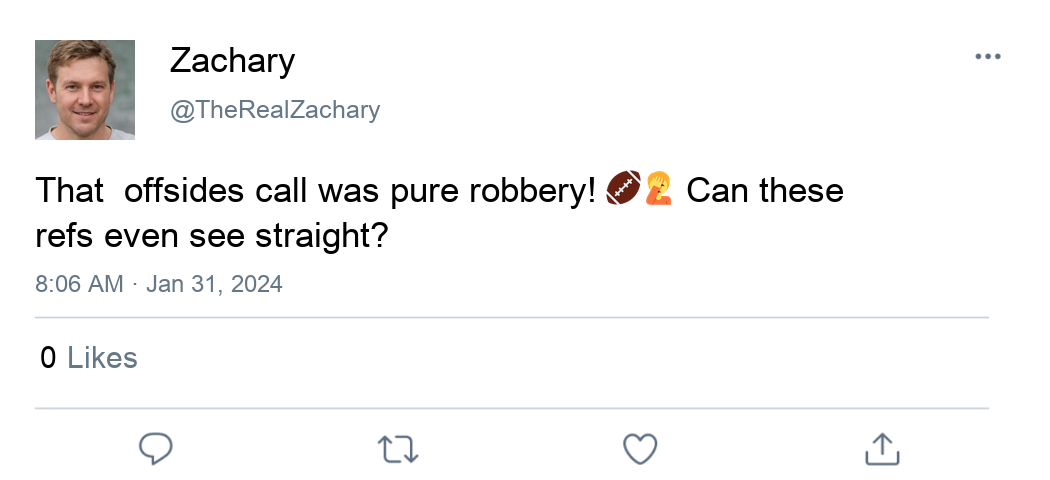 Zachary
@TheRealZachary
That  offsides call was pure robbery! 🏈🤦 Can these
refs even see straight?
8:06 AM · Jan 31, 2024
0 Likes